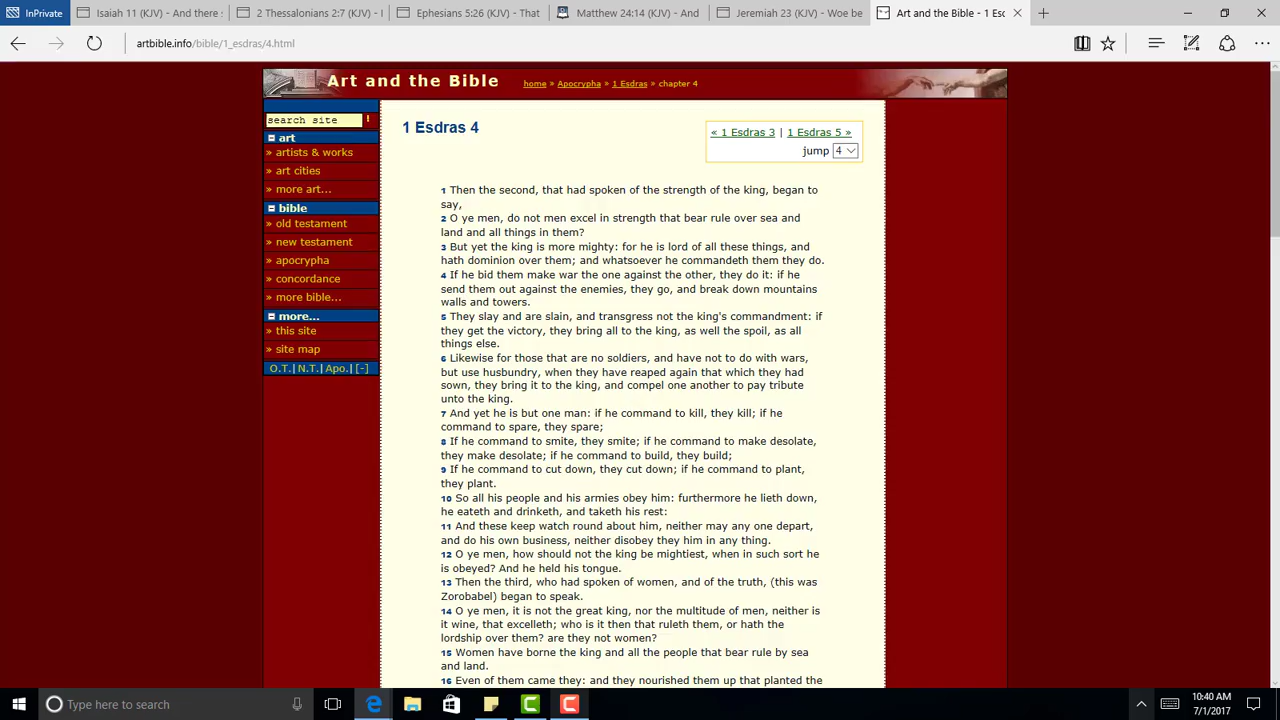 InPrivate
Isaiah 11 (KJV) - And there s
2 Thessalonians 2:7 (KJV) -
Ephesians 5:26 (KJV) - That
Matthew 24:14 (KJV) - And
Jeremiah 23 (KJV) - Woe be
Art and the Bible - 1 Esd
artbible.info/bible/1_esdras/4.html
Art and the Bible
home » Apocrypha » 1 Esdras » chapter 4
search site !
art
» artists & works
» art cities
» more art...
bible
» old testament
» new testament
» apocrypha
» concordance
» more bible...
more...
» this site
» site map
O.T.| N.T.| Apo.| [-]
1 Esdras 4
« 1 Esdras 3 | 1 Esdras 5 »
jump 4
1 Then the second, that had spoken of the strength of the king, began to
say,
2 O ye men, do not men excel in strength that bear rule over sea and
land and all things in them?
3 But yet the king is more mighty: for he is lord of all these things, and
hath dominion over them; and whatsoever he commandeth them they do.
4 If he bid them make war the one against the other, they do it: if he
send them out against the enemies, they go, and break down mountains
walls and towers.
5 They slay and are slain, and transgress not the king's commandment: if
they get the victory, they bring all to the king, as well the spoil, as all
things else.
6 Likewise for those that are no soldiers, and have not to do with wars,
but use husbundry, when they have reaped again that which they had
sown, they bring it to the king, and compel one another to pay tribute
unto the king.
7 And yet he is but one man: if he command to kill, they kill; if he
command to spare, they spare;
8 If he command to smite, they smite; if he command to make desolate,
they make desolate; if he command to build, they build;
9 If he command to cut down, they cut down; if he command to plant,
they plant.
10 So all his people and his armies obey him: furthermore he lieth down,
he eateth and drinketh, and taketh his rest:
11 And these keep watch round about him, neither may any one depart,
and do his own business, neither disobey they him in any thing.
12 O ye men, how should not the king be mightiest, when in such sort he
is obeyed? And he held his tongue.
13 Then the third, who had spoken of women, and of the truth, (this was
Zorobabel) began to speak.
14 O ye men, it is not the great king, nor the multitude of men, neither is
it wine, that excelleth; who is it then that ruleth them, or hath the
lordship over them? are they not women?
15 Women have borne the king and all the people that bear rule by sea
and land.
16 Even of them came they: and they nourished them up that planted the
Type here to search
10:40 AM
7/1/2017